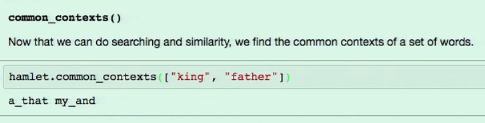 common_contexts()
Now that we can do searching and similarity, we find the common contexts of a set of words.
hamlet.common_contexts(["king", "father"])
a_that my_and